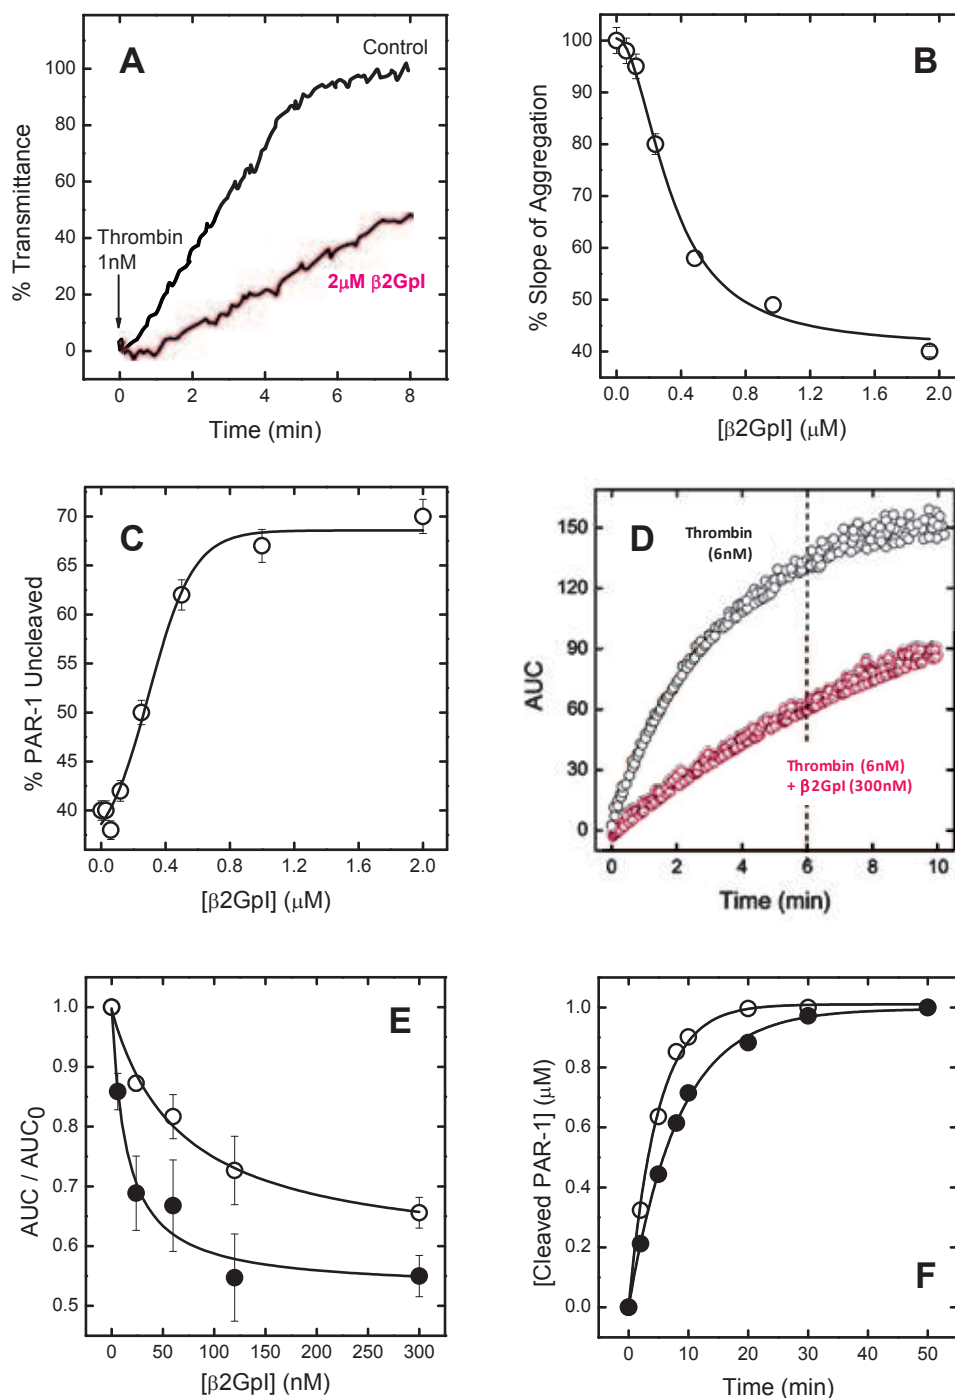 A
Control
Thrombin
1nM
2μM β2GpI
% Transmittance
100
80
60
40
20
0
0 2 4 6 8
Time (min)
B
% Slope of Aggregation
100
90
80
70
60
50
40
0.0 0.4 0.8 1.2 1.6 2.0
[β2GpI] (μM)
C
% PAR-1 Uncleaved
70
65
60
55
50
45
40
0.0 0.4 0.8 1.2 1.6 2.0
[β2GpI] (μM)
D
Thrombin
(6nM)
Thrombin (6nM)
+ β2GpI (300nM)
AUC
150
120
90
60
30
0
0 2 4 6 8 10
Time (min)
E
AUC / AUC0
1.0
0.9
0.8
0.7
0.6
0.5
0 50 100 150 200 250 300
[β2GpI] (nM)
F
[Cleaved PAR-1] (μM)
1.0
0.8
0.6
0.4
0.2
0.0
0 10 20 30 40 50
Time (min)